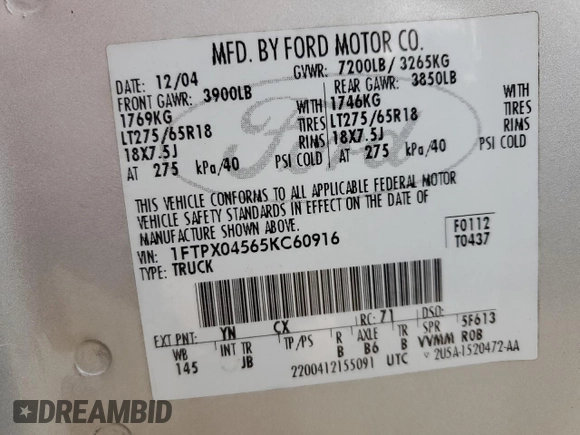 MFD. BY FORD MOTOR CO.
DATE: 12/04 GVWR: 7200LB/ 3265KG
FRONT GAWR: 3900LB REAR GAWR: 3850LB
1769KG WITH 1746KG WITH
LT275/65R18 TIRES LT275/65R18 TIRES
18X7.5J RIMS 18X7.5J RIMS
AT 275 kPa/40 PSI COLD AT 275 kPa/40 PSI COLD
Ford
THIS VEHICLE CONFORMS TO ALL APPLICABLE FEDERAL MOTOR
VEHICLE SAFETY STANDARDS IN EFFECT ON THE DATE OF
MANUFACTURE SHOWN ABOVE.
VIN: 1FTPX04565KC60916 F0112
TYPE: TRUCK T0437
EXT PNT: YN CX RC: 71 DSO:
WB INT TR TP/PS R AXLE TR SPR 5F613
145 JB B B6 B VVMM ROB
2200412155091 UTC 2U5A-1520472-AA
DREAMBID